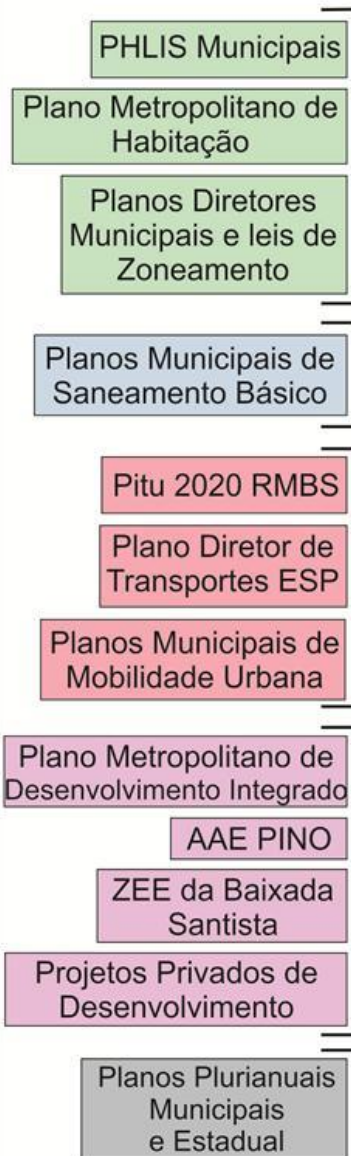 PHLIS Municipais
Plano Metropolitano de
Habitação
Planos Diretores
Municipais e leis de
Zoneamento
Planos Municipais de
Saneamento Básico
Pitu 2020 RMBS
Plano Diretor de
Transportes ESP
Planos Municipais de
Mobilidade Urbana
Plano Metropolitano de
Desenvolvimento Integrado
AAE PINO
ZEE da Baixada
Santista
Projetos Privados de
Desenvolvimento
Planos Plurianuais
Municipais
e Estadual